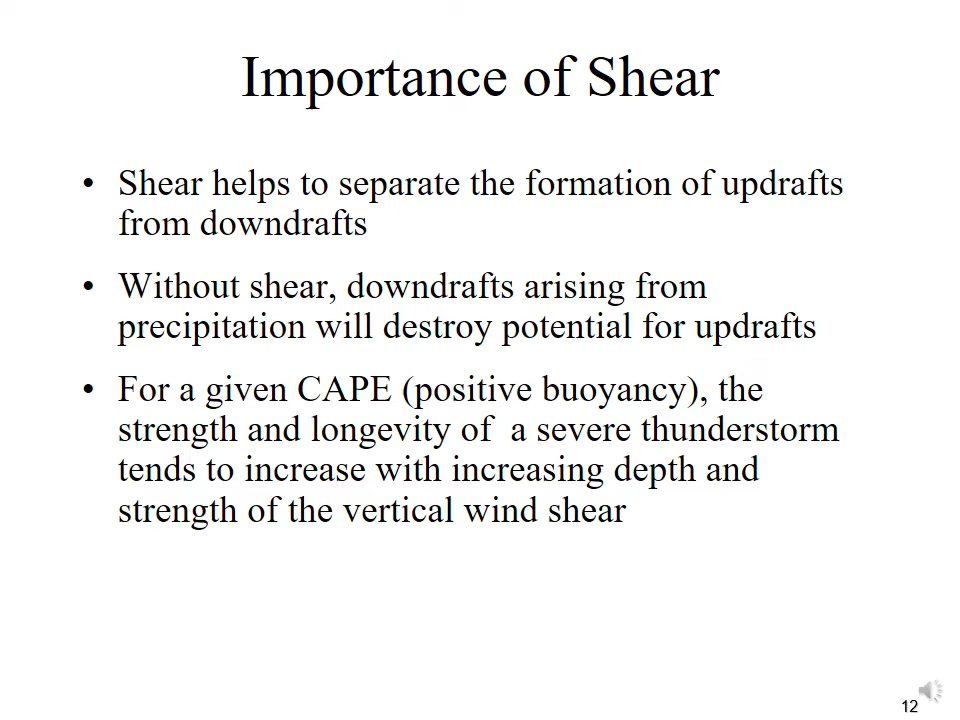 Importance of Shear
• Shear helps to separate the formation of updrafts
from downdrafts
• Without shear, downdrafts arising from
precipitation will destroy potential for updrafts
• For a given CAPE (positive buoyancy), the
strength and longevity of  a severe thunderstorm
tends to increase with increasing depth and
strength of the vertical wind shear
12